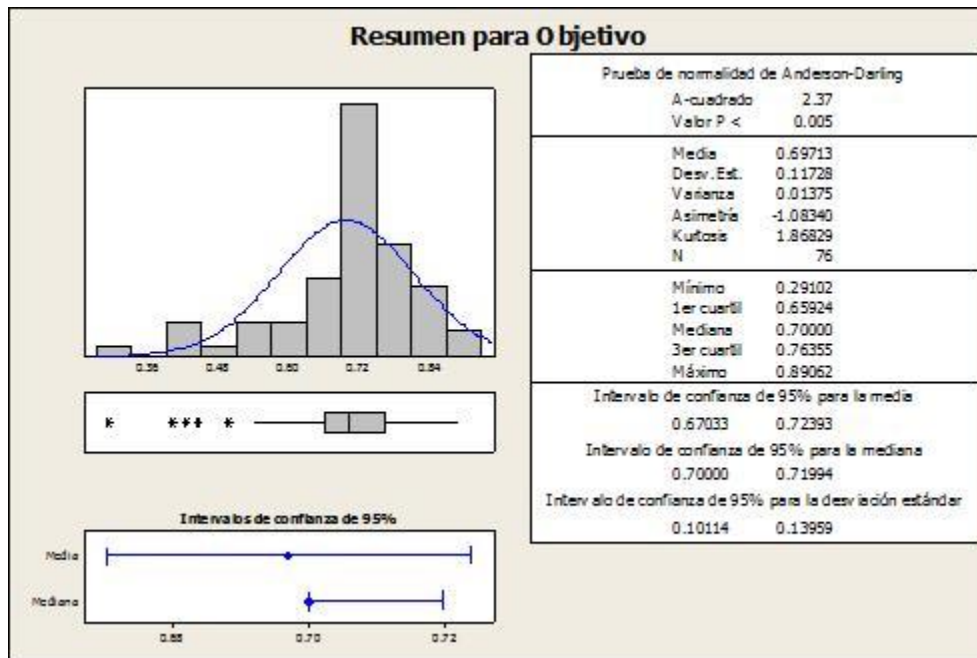 Resumen para Objetivo
Prueba de normalidad de Anderson-Darling
A-cuadrado 2.37
Valor P < 0.005
Media 0.69713
Desv.Est. 0.11728
Varianza 0.01375
Asimetría -1.08340
Kurtosis 1.86829
N 76
Mínimo 0.29102
1er cuartil 0.65924
Mediana 0.70000
3er cuartil 0.76355
Máximo 0.89062
Intervalo de confianza de 95% para la media
0.67033 0.72393
Intervalo de confianza de 95% para la mediana
0.70000 0.71994
Intervalo de confianza de 95% para la desviación estándar
0.10114 0.13959
0.36 0.48 0.60 0.72 0.84
Intervalos de confianza de 95%
Media
Mediana
0.68 0.70 0.72